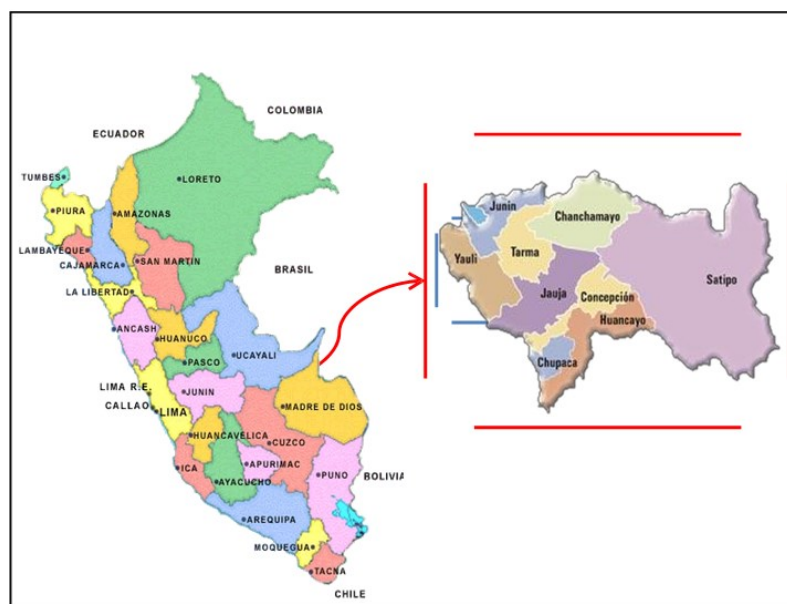 COLOMBIA
ECUADOR
TUMBES
LORETO
PIURA
AMAZONAS
LAMBAYEQUE
CAJAMARCA
SAN MARTIN
BRASIL
LA LIBERTAD
ANCASH
HUANUCO
UCAYALI
PASCO
LIMA R.E.
JUNIN
CALLAO
LIMA
MADRE DE DIOS
HUANCAVELICA
CUZCO
ICA
APURIMAC
PUNO
BOLIVIA
AYACUCHO
AREQUIPA
MOQUEGUA
TACNA
CHILE
Junín
Chanchamayo
Tarma
Yauli
Satipo
Jauja
Concepción
Huancayo
Chupaca